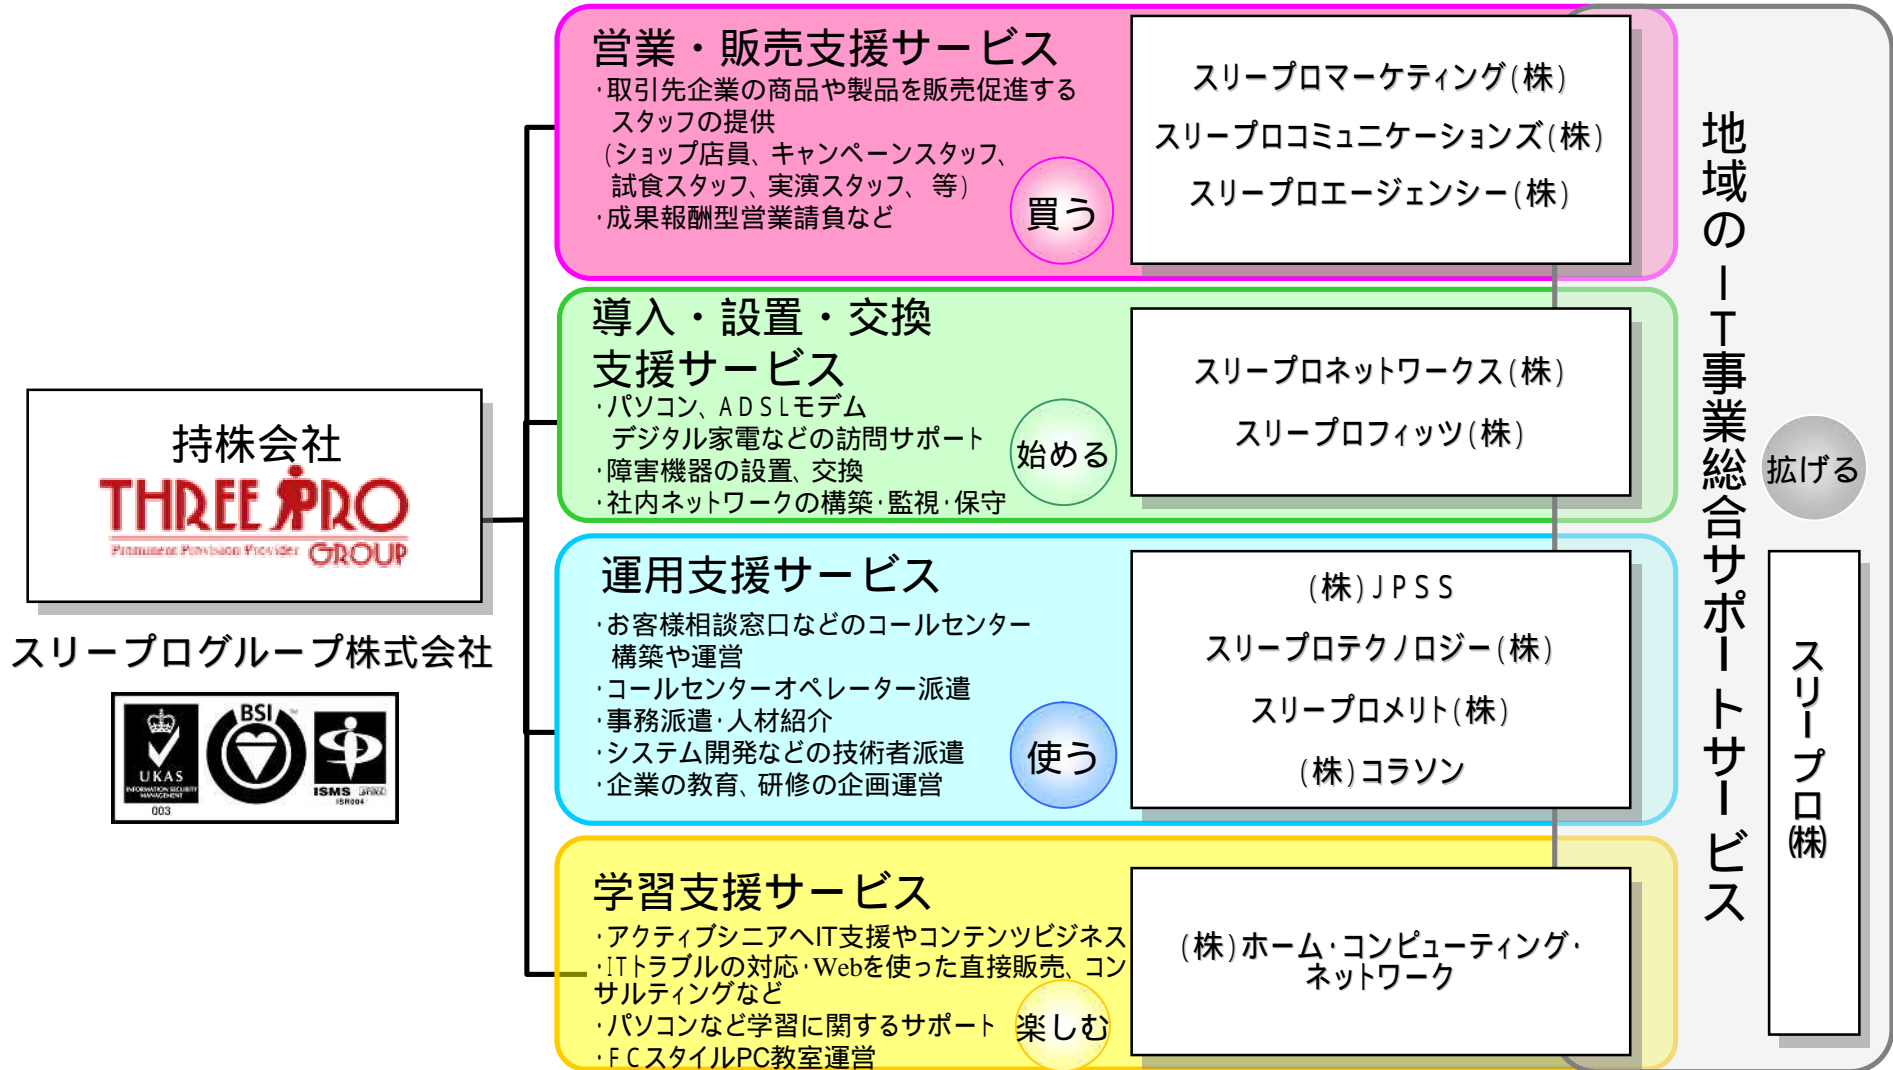 持株会社
THREE PRO
Prominent Provision Provider
GROUP
スリープログループ株式会社
UKAS
INFORMATION SECURITY
MANAGEMENT
003
BSI
ISMS
ISR004
営業・販売支援サービス
・取引先企業の商品や製品を販売促進する
スタッフの提供
(ショップ店員、キャンペーンスタッフ、
試食スタッフ、実演スタッフ、等)
・成果報酬型営業請負など
買う
スリープロマーケティング(株)
スリープロコミュニケーションズ(株)
スリープロエージェンシー(株)
導入・設置・交換
支援サービス
・パソコン、ADSLモデム
デジタル家電などの訪問サポート
・障害機器の設置、交換
・社内ネットワークの構築・監視・保守
始める
スリープロネットワークス(株)
スリープロフィッツ(株)
運用支援サービス
・お客様相談窓口などのコールセンター
構築や運営
・コールセンターオペレーター派遣
・事務派遣・人材紹介
・システム開発などの技術者派遣
・企業の教育、研修の企画運営
使う
(株)JPSS
スリープロテクノロジー(株)
スリープロメリト(株)
(株)コラソン
学習支援サービス
・アクティブシニアへIT支援やコンテンツビジネス
・ITトラブルの対応・Webを使った直接販売、コン
サルティングなど
・パソコンなど学習に関するサポート
・FCスタイルPC教室運営
楽しむ
(株)ホーム・コンピューティング・
ネットワーク
地域のIT事業総合サポートサービス
拡げる
スリープロ(株)